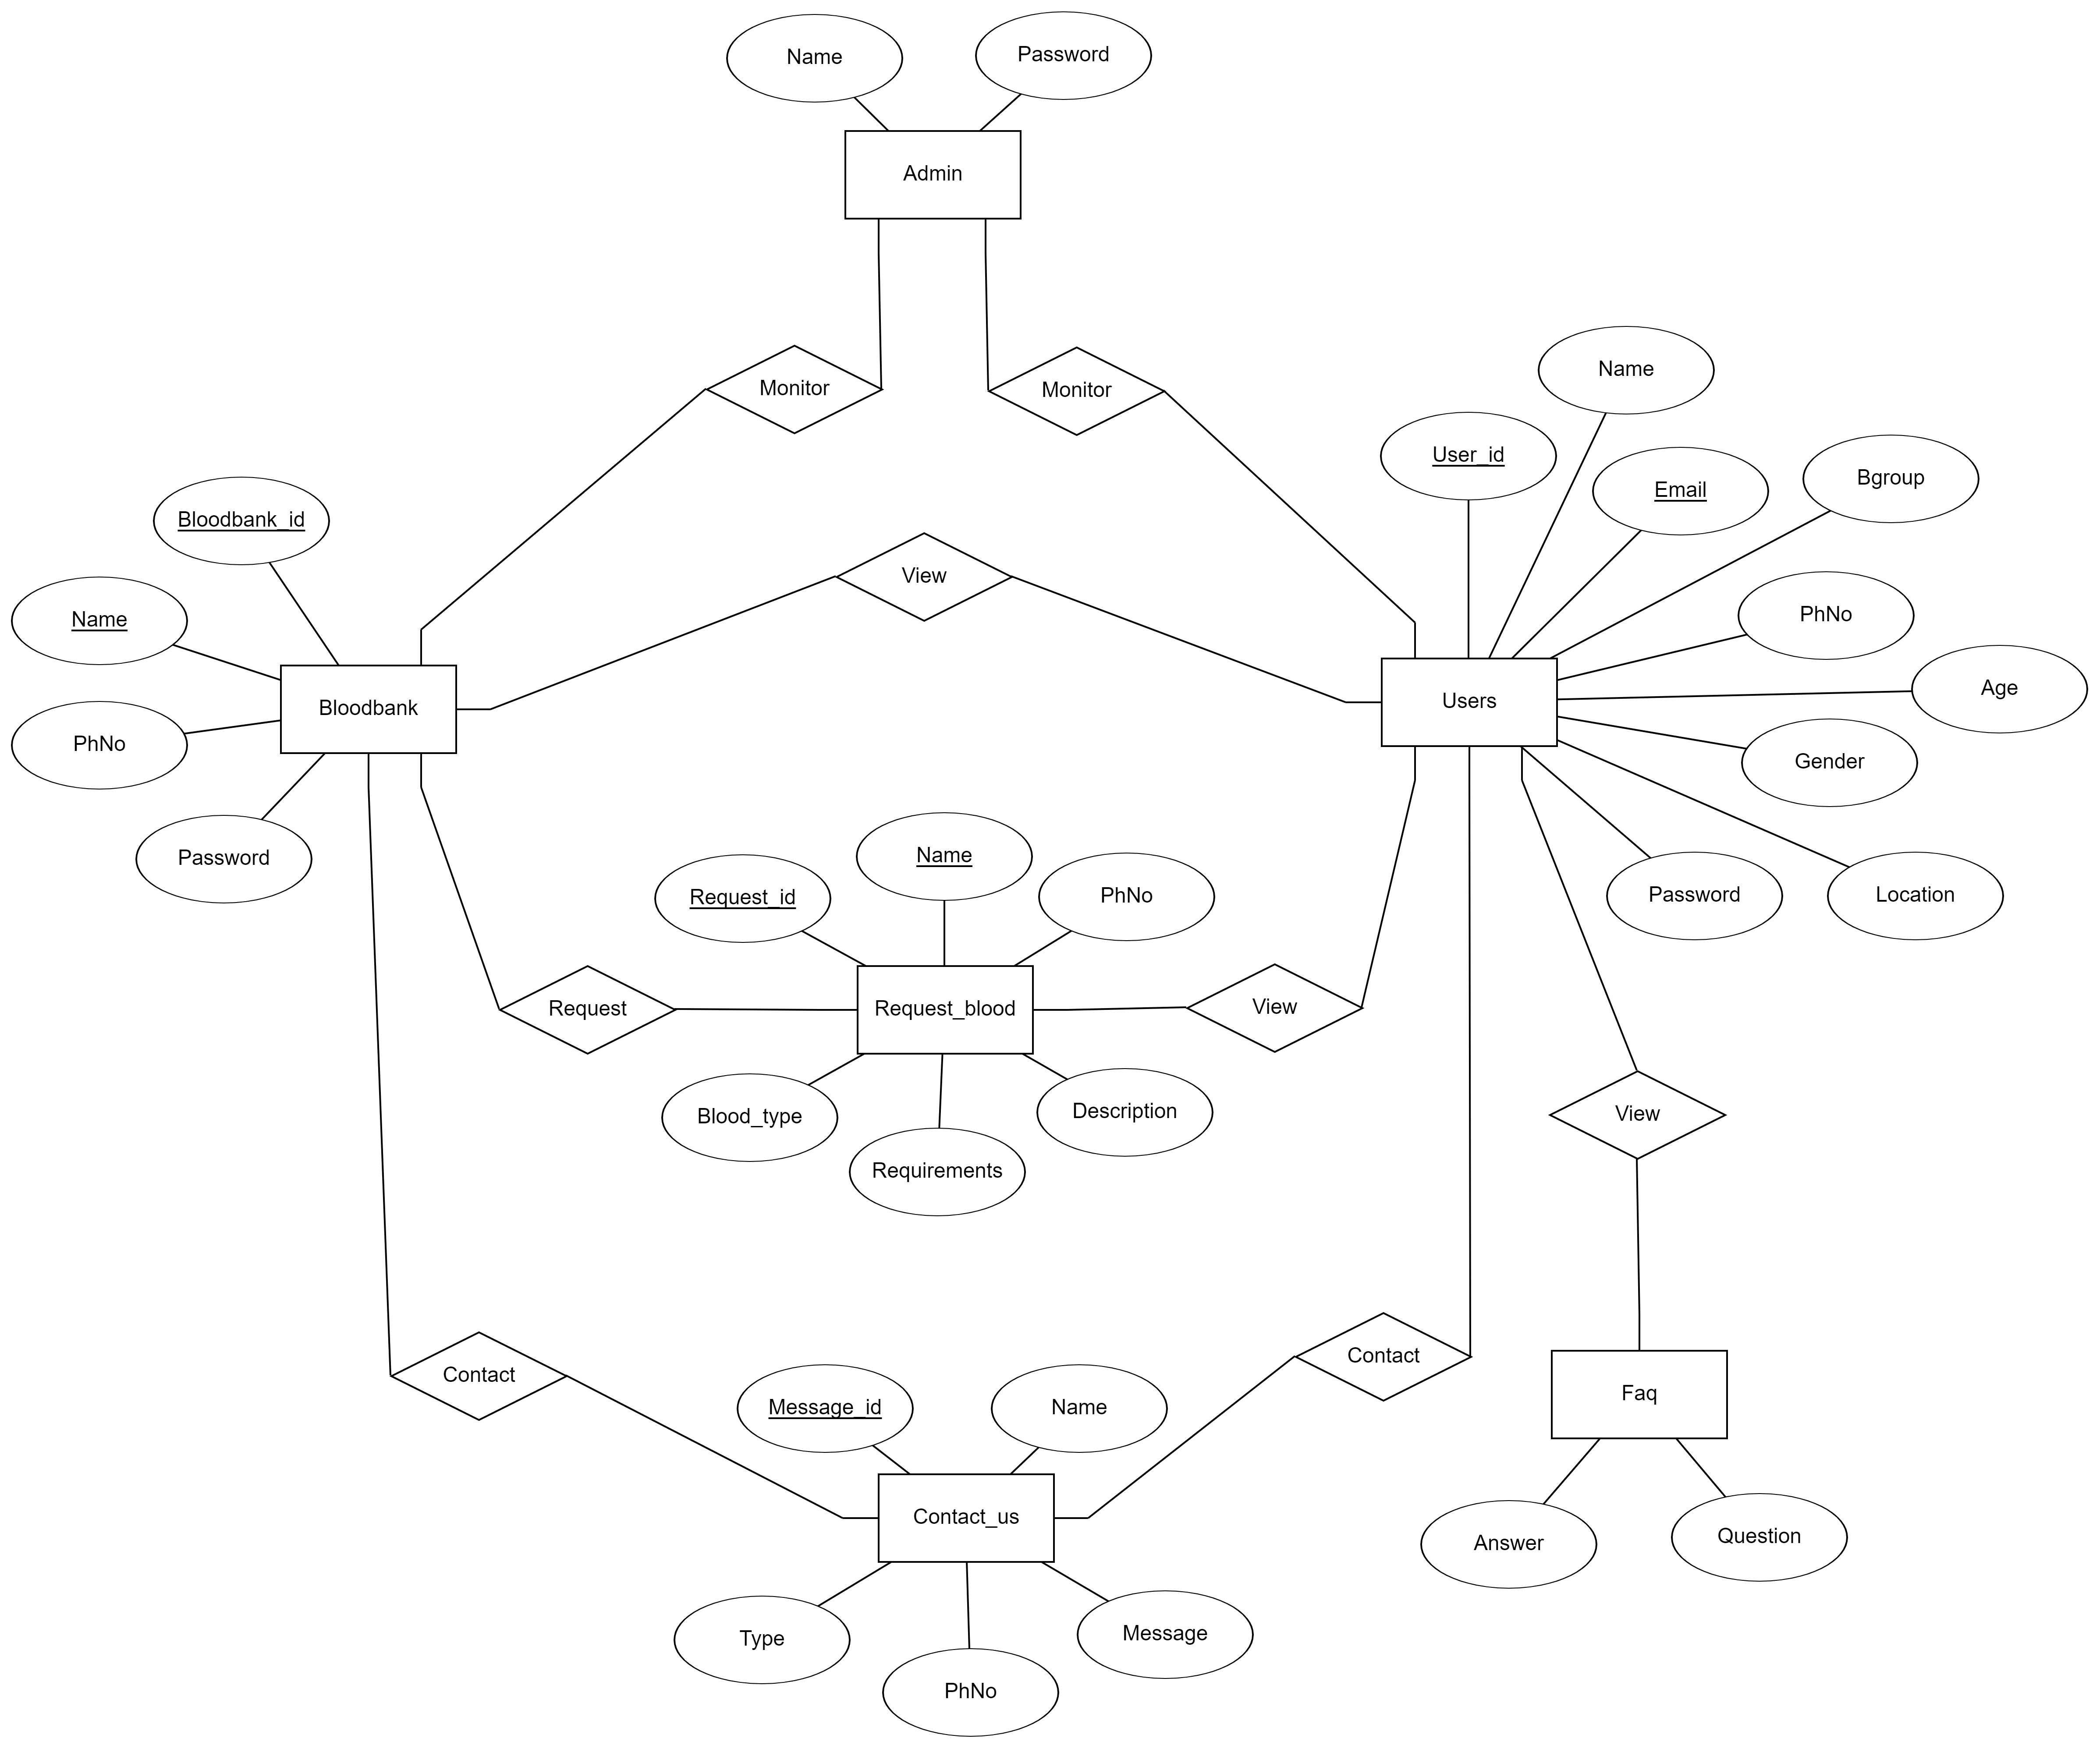 Name
Password
Admin
Monitor
Monitor
Name
User_id
Email
Bgroup
Bloodbank_id
View
Name
PhNo
Age
Bloodbank
Users
PhNo
Gender
Password
Name
Request_id
PhNo
Password
Location
Request
Request_blood
View
Blood_type
Description
View
Requirements
Contact
Contact
Message_id
Name
Faq
Contact_us
Answer
Question
Type
Message
PhNo